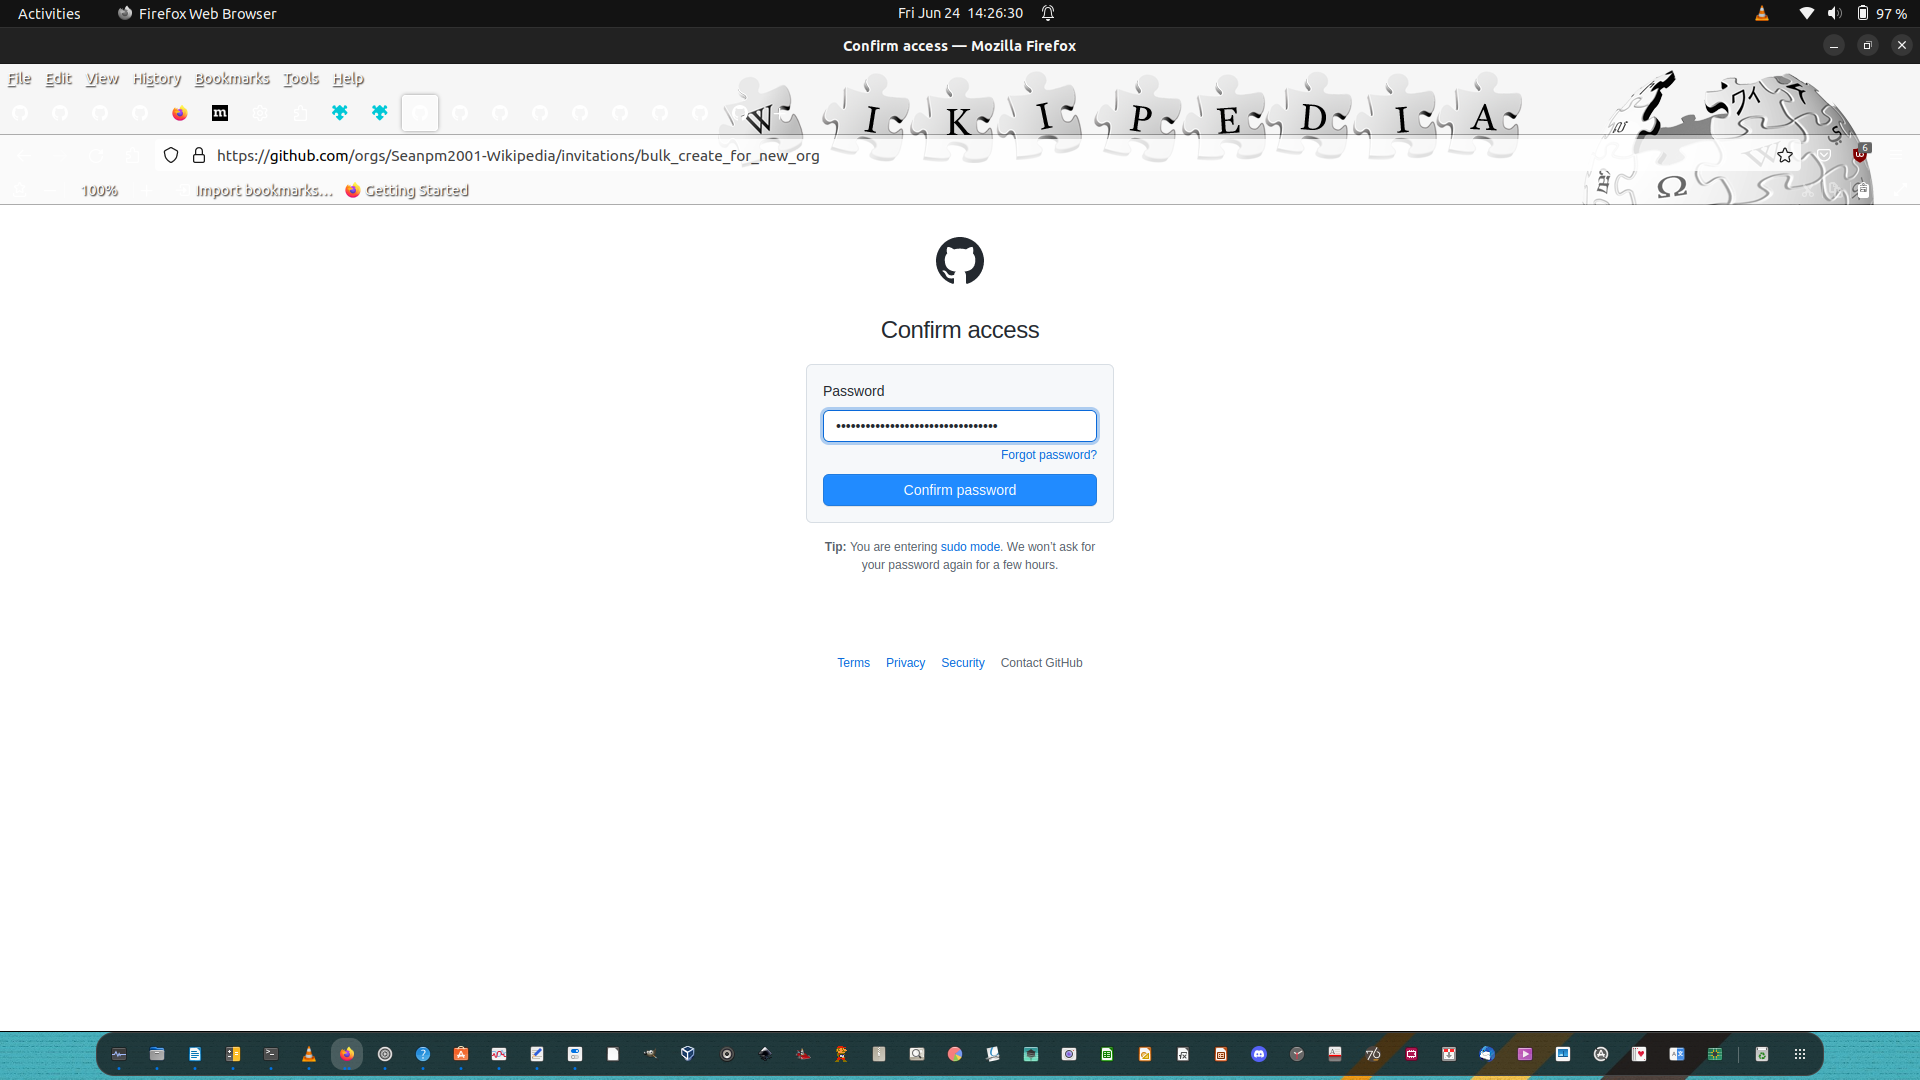 Activities Firefox Web Browser Fri Jun 24 14:26:30 97 %
Confirm access — Mozilla Firefox
File Edit View History Bookmarks Tools Help
W I K I P E D I A
https://github.com/orgs/Seanpm2001-Wikipedia/invitations/bulk_create_for_new_org 6
100% Import bookmarks... Getting Started
Ω
Confirm access
Password
••••••••••••••••••••••••••••••••••
Forgot password?
Confirm password
Tip: You are entering sudo mode. We won't ask for
your password again for a few hours.
Terms Privacy Security Contact GitHub